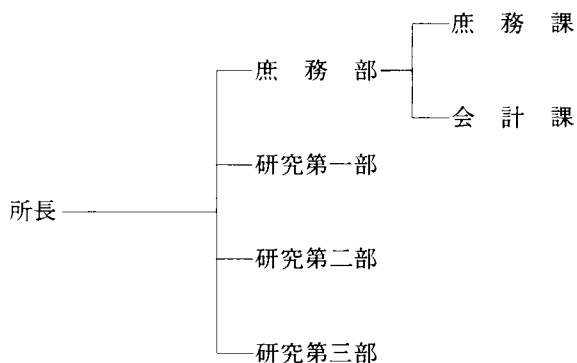 庶務課
庶務部
会計課
研究第一部
所長
研究第二部
研究第三部